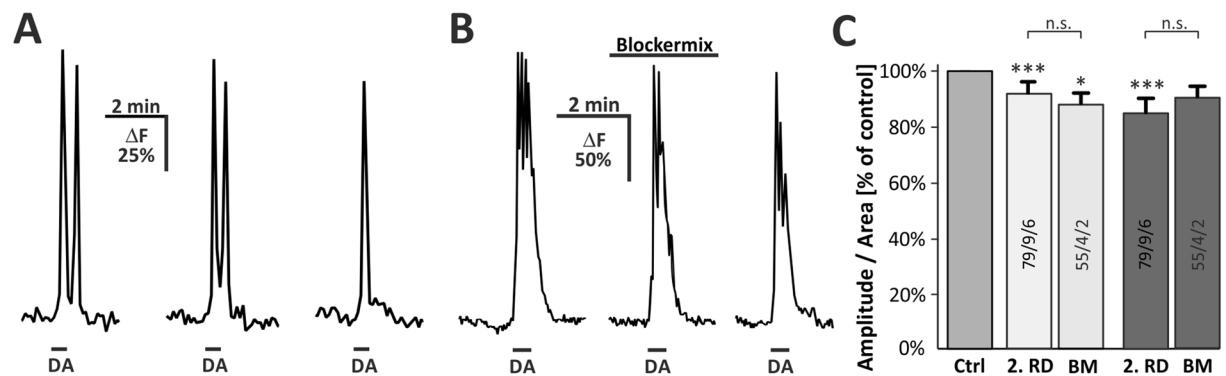 A
2 min
ΔF
25%
DA
DA
DA
B
Blockermix
2 min
ΔF
50%
DA
DA
DA
C
n.s.
n.s.
***
*
***
Amplitude / Area [% of control]
100%
80%
60%
40%
20%
0%
79/9/6
55/4/2
79/9/6
55/4/2
Ctrl
2. RD
BM
2. RD
BM